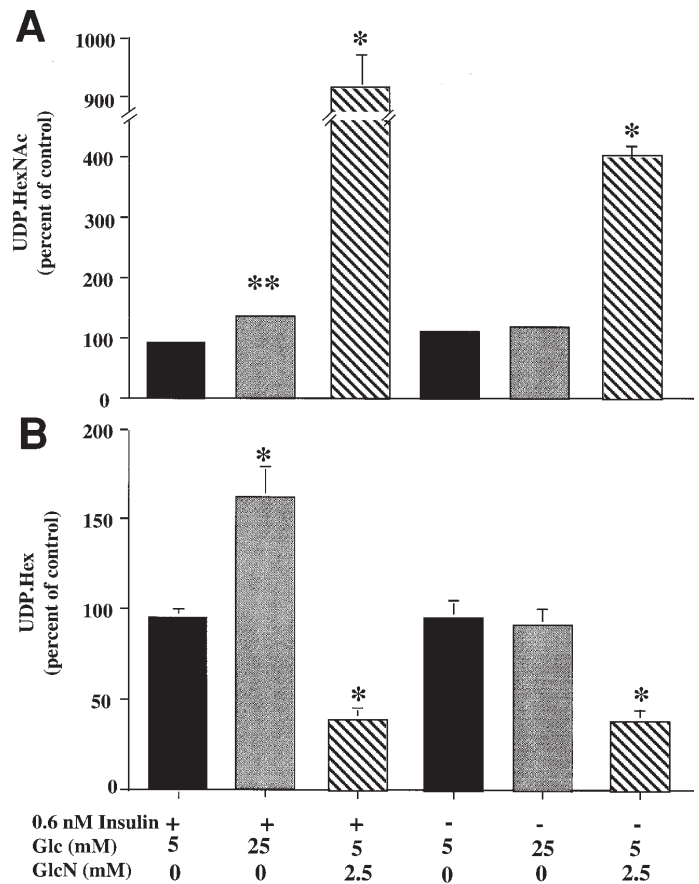 A
UDP.HexNAc
(percent of control)
1000
900
400
300
200
100
0
*
**
*
B
UDP.Hex
(percent of control)
200
150
100
50
0
*
*
*
0.6 nM Insulin + + + - - -
Glc (mM) 5 25 5 5 25 5
GlcN (mM) 0 0 2.5 0 0 2.5